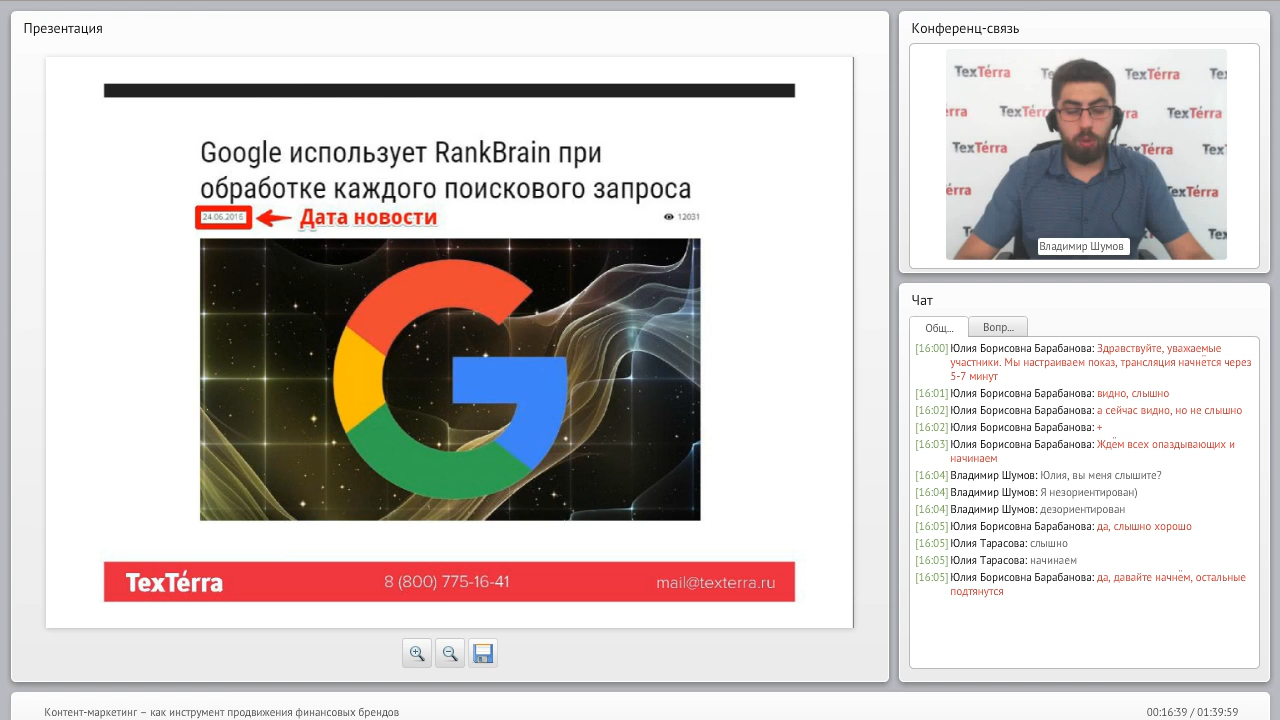 Презентация
Google использует RankBrain при
обработке каждого поискового запроса
24.06.2016
Дата новости
12031
TexTerra
8 (800) 775-16-41
mail@texterra.ru
Конференц-связь
TexTerra
TexTerra
TexTerra
TexTerra
TexTerra
TexTerra
TexTerra
Владимир Шумов
Чат
Общ...
Вопр...
[16:00] Юлия Борисовна Барабанова: Здравствуйте, уважаемые
участники. Мы настраиваем показ, трансляция начнётся через
5-7 минут
[16:01] Юлия Борисовна Барабанова: видно, слышно
[16:02] Юлия Борисовна Барабанова: а сейчас видно, но не слышно
[16:02] Юлия Борисовна Барабанова: +
[16:03] Юлия Борисовна Барабанова: Ждём всех опаздывающих и
начинаем
[16:04] Владимир Шумов: Юлия, вы меня слышите?
[16:04] Владимир Шумов: Я незориентирован)
[16:04] Владимир Шумов: дезориентирован
[16:05] Юлия Борисовна Барабанова: да, слышно хорошо
[16:05] Юлия Тарасова: слышно
[16:05] Юлия Тарасова: начинаем
[16:05] Юлия Борисовна Барабанова: да, давайте начнём, остальные
подтянутся
Контент-маркетинг – как инструмент продвижения финансовых брендов
00:16:39 / 01:39:59